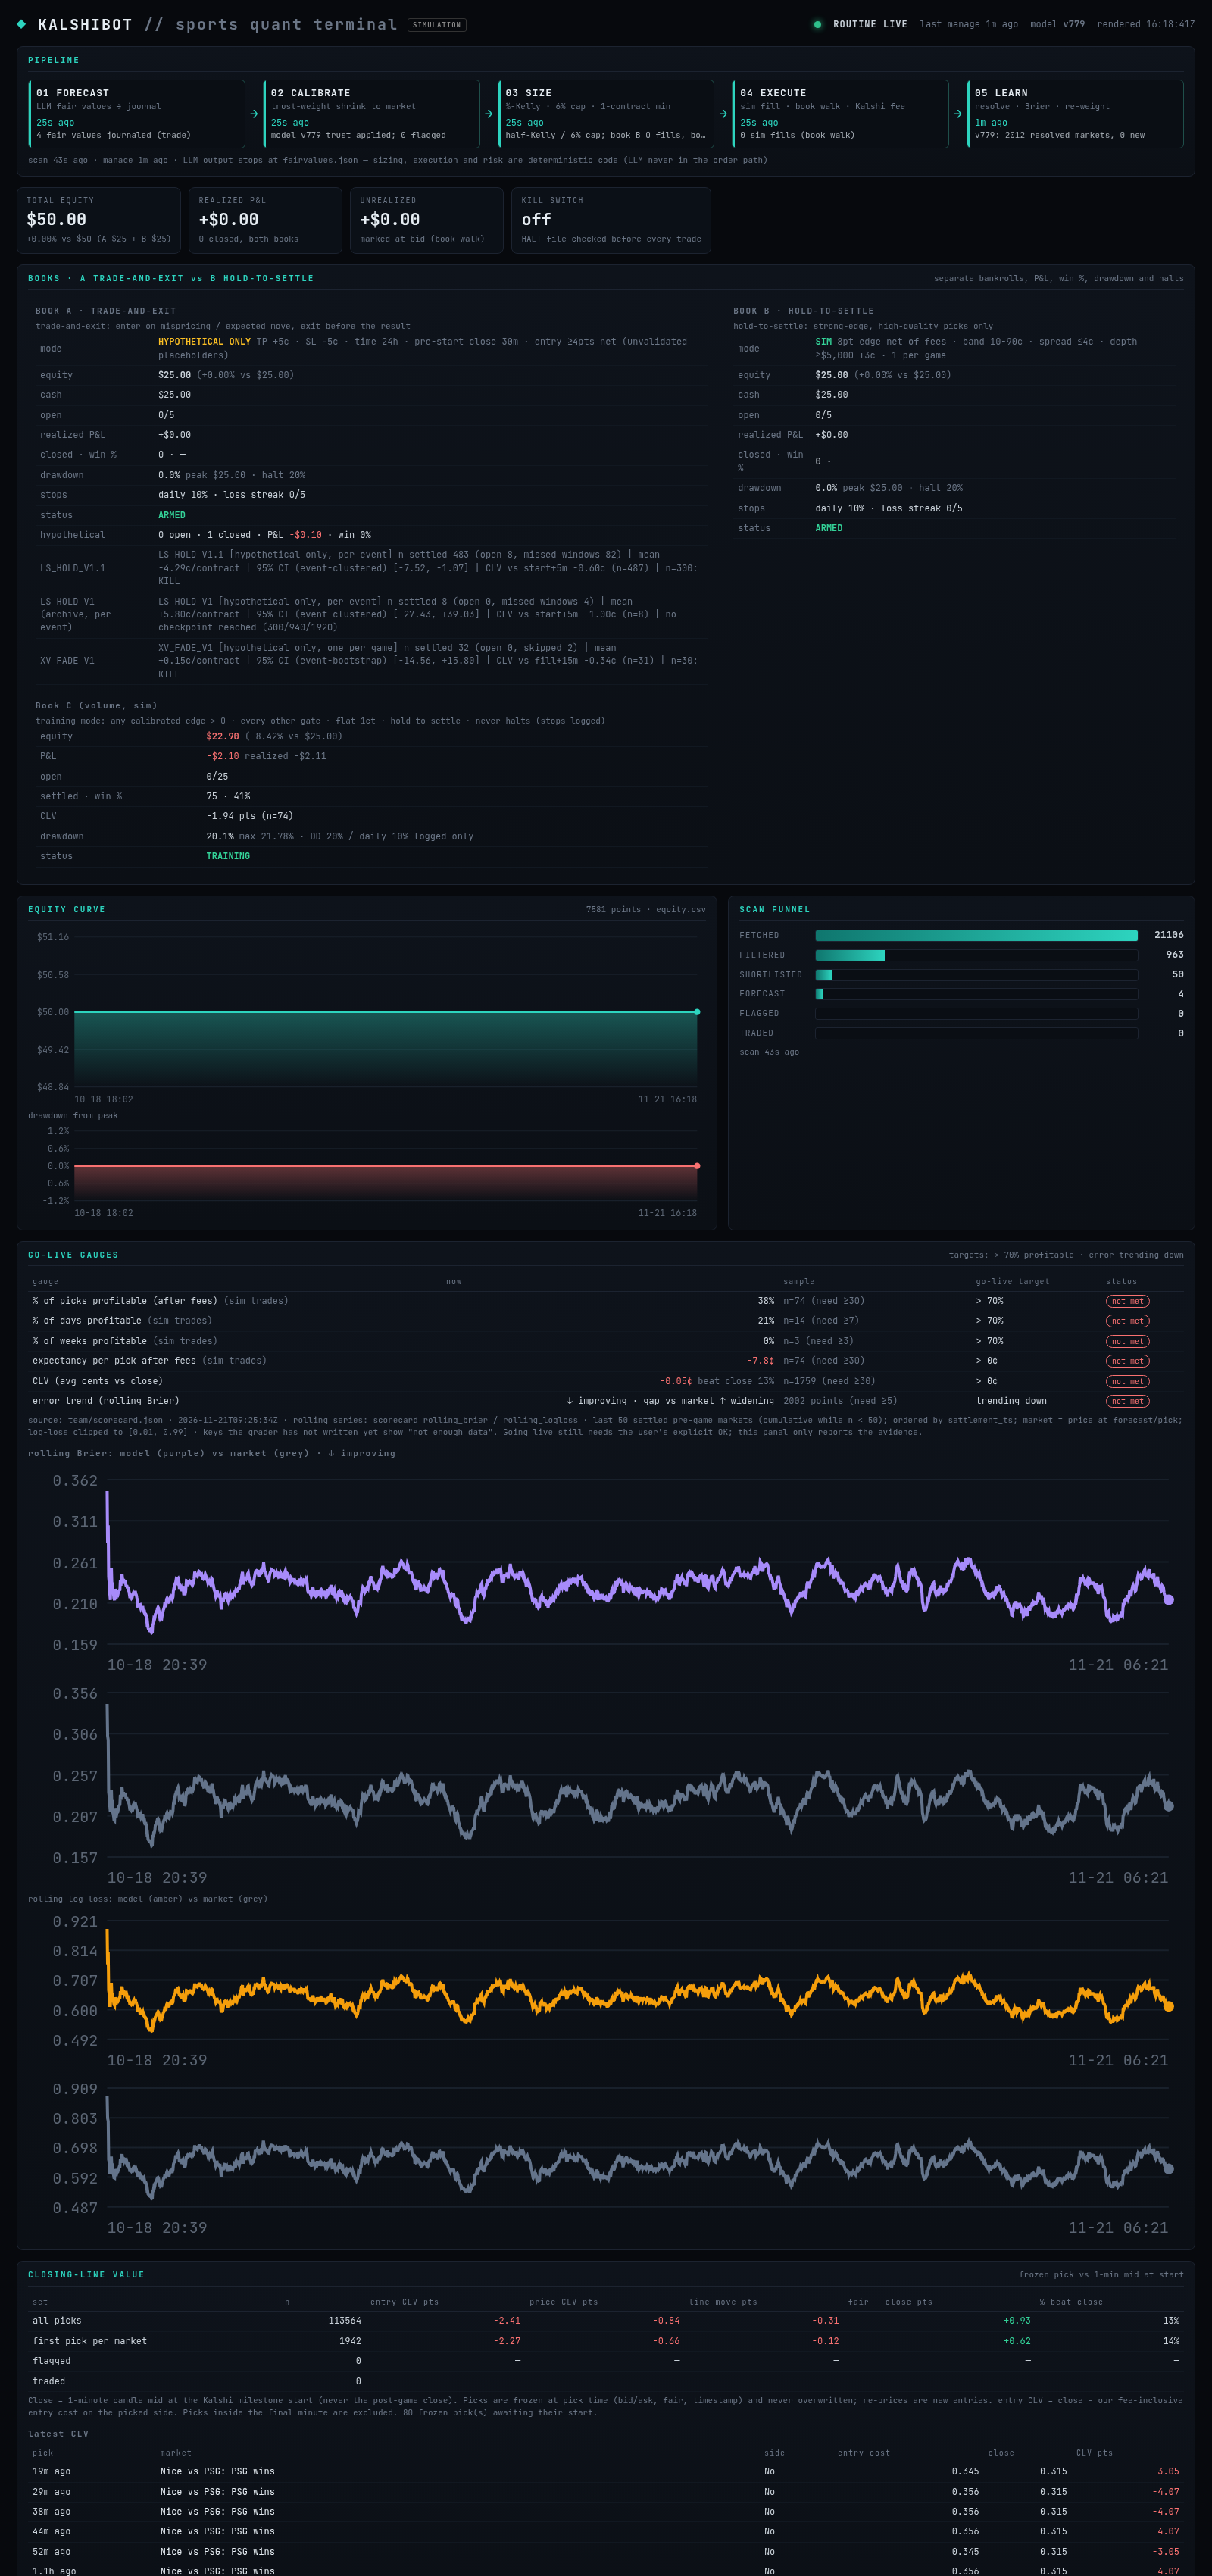 ◆ KALSHIBOT // sports quant terminal SIMULATION
ROUTINE LIVE last manage 1m ago model v779 rendered 16:18:41Z
PIPELINE
01 FORECAST
LLM fair values → journal
25s ago
4 fair values journaled (trade)
→
02 CALIBRATE
trust-weight shrink to market
25s ago
model v779 trust applied; 0 flagged
→
03 SIZE
½-Kelly · 6% cap · 1-contract min
25s ago
half-Kelly / 6% cap; book B 0 fills, bo…
→
04 EXECUTE
sim fill · book walk · Kalshi fee
25s ago
0 sim fills (book walk)
→
05 LEARN
resolve · Brier · re-weight
1m ago
v779: 2012 resolved markets, 0 new
scan 43s ago · manage 1m ago · LLM output stops at fairvalues.json — sizing, execution and risk are deterministic code (LLM never in the order path)
TOTAL EQUITY
$50.00
+0.00% vs $50 (A $25 + B $25)
REALIZED P&L
+$0.00
0 closed, both books
UNREALIZED
+$0.00
marked at bid (book walk)
KILL SWITCH
off
HALT file checked before every trade
BOOKS · A TRADE-AND-EXIT vs B HOLD-TO-SETTLE
separate bankrolls, P&L, win %, drawdown and halts
BOOK A · TRADE-AND-EXIT
trade-and-exit: enter on mispricing / expected move, exit before the result
mode HYPOTHETICAL ONLY TP +5c · SL -5c · time 24h · pre-start close 30m · entry ≥4pts net (unvalidated
placeholders)
equity $25.00 (+0.00% vs $25.00)
cash $25.00
open 0/5
realized P&L +$0.00
closed · win % 0 · —
drawdown 0.0% peak $25.00 · halt 20%
stops daily 10% · loss streak 0/5
status ARMED
hypothetical 0 open · 1 closed · P&L -$0.10 · win 0%
LS_HOLD_V1.1 LS_HOLD_V1.1 [hypothetical only, per event] n settled 483 (open 8, missed windows 82) | mean
-4.29c/contract | 95% CI (event-clustered) [-7.52, -1.07] | CLV vs start+5m -0.60c (n=487) | n=300:
KILL
LS_HOLD_V1
(archive, per
event)
LS_HOLD_V1 [hypothetical only, per event] n settled 8 (open 0, missed windows 4) | mean
+5.80c/contract | 95% CI (event-clustered) [-27.43, +39.03] | CLV vs start+5m -1.00c (n=8) | no
checkpoint reached (300/940/1920)
XV_FADE_V1 XV_FADE_V1 [hypothetical only, one per game] n settled 32 (open 0, skipped 2) | mean
+0.15c/contract | 95% CI (event-bootstrap) [-14.56, +15.80] | CLV vs fill+15m -0.34c (n=31) | n=30:
KILL
BOOK B · HOLD-TO-SETTLE
hold-to-settle: strong-edge, high-quality picks only
mode SIM 8pt edge net of fees · band 10-90c · spread ≤4c · depth
≥$5,000 ±3c · 1 per game
equity $25.00 (+0.00% vs $25.00)
cash $25.00
open 0/5
realized P&L +$0.00
closed · win
% 0 · —
drawdown 0.0% peak $25.00 · halt 20%
stops daily 10% · loss streak 0/5
status ARMED
Book C (volume, sim)
training mode: any calibrated edge > 0 · every other gate · flat 1ct · hold to settle · never halts (stops logged)
equity $22.90 (-8.42% vs $25.00)
P&L -$2.10 realized -$2.11
open 0/25
settled · win % 75 · 41%
CLV -1.94 pts (n=74)
drawdown 20.1% max 21.78% · DD 20% / daily 10% logged only
status TRAINING
EQUITY CURVE
7581 points · equity.csv
$51.16
$50.58
$50.00
$49.42
$48.84
10-18 18:02 11-21 16:18
drawdown from peak
1.2%
0.6%
0.0%
-0.6%
-1.2%
10-18 18:02 11-21 16:18
SCAN FUNNEL
FETCHED 21106
FILTERED 963
SHORTLISTED 50
FORECAST 4
FLAGGED 0
TRADED 0
scan 43s ago
GO-LIVE GAUGES
targets: > 70% profitable · error trending down
gauge now sample go-live target status
% of picks profitable (after fees) (sim trades) 38% n=74 (need ≥30) > 70% not met
% of days profitable (sim trades) 21% n=14 (need ≥7) > 70% not met
% of weeks profitable (sim trades) 0% n=3 (need ≥3) > 70% not met
expectancy per pick after fees (sim trades) -7.8¢ n=74 (need ≥30) > 0¢ not met
CLV (avg cents vs close) -0.05¢ beat close 13% n=1759 (need ≥30) > 0¢ not met
error trend (rolling Brier) ↓ improving · gap vs market ↑ widening 2002 points (need ≥5) trending down not met
source: team/scorecard.json · 2026-11-21T09:25:34Z · rolling series: scorecard rolling_brier / rolling_logloss · last 50 settled pre-game markets (cumulative while n < 50); ordered by settlement_ts; market = price at forecast/pick;
log-loss clipped to [0.01, 0.99] · keys the grader has not written yet show "not enough data". Going live still needs the user's explicit OK; this panel only reports the evidence.
rolling Brier: model (purple) vs market (grey) · ↓ improving
0.362
0.311
0.261
0.210
0.159
10-18 20:39 11-21 06:21
0.356
0.306
0.257
0.207
0.157
10-18 20:39 11-21 06:21
rolling log-loss: model (amber) vs market (grey)
0.921
0.814
0.707
0.600
0.492
10-18 20:39 11-21 06:21
0.909
0.803
0.698
0.592
0.487
10-18 20:39 11-21 06:21
CLOSING-LINE VALUE
frozen pick vs 1-min mid at start
set n entry CLV pts price CLV pts line move pts fair - close pts % beat close
all picks 113564 -2.41 -0.84 -0.31 +0.93 13%
first pick per market 1942 -2.27 -0.66 -0.12 +0.62 14%
flagged 0 — — — — —
traded 0 — — — — —
Close = 1-minute candle mid at the Kalshi milestone start (never the post-game close). Picks are frozen at pick time (bid/ask, fair, timestamp) and never overwritten; re-prices are new entries. entry CLV = close - our fee-inclusive
entry cost on the picked side. Picks inside the final minute are excluded. 80 frozen pick(s) awaiting their start.
latest CLV
pick market side entry cost close CLV pts
19m ago Nice vs PSG: PSG wins No 0.345 0.315 -3.05
29m ago Nice vs PSG: PSG wins No 0.356 0.315 -4.07
38m ago Nice vs PSG: PSG wins No 0.356 0.315 -4.07
44m ago Nice vs PSG: PSG wins No 0.356 0.315 -4.07
52m ago Nice vs PSG: PSG wins No 0.345 0.315 -3.05
1.1h ago Nice vs PSG: PSG wins No 0.356 0.315 -4.07